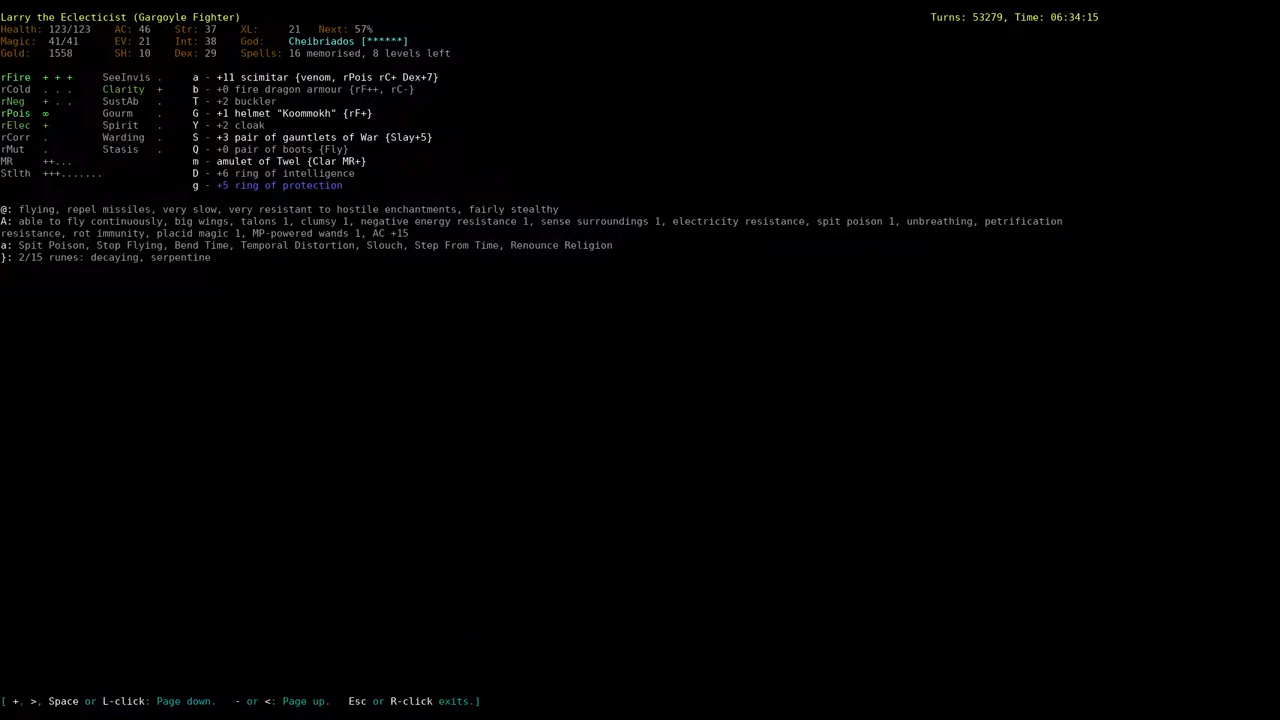 Larry the Eclecticist (Gargoyle Fighter) Turns: 53279, Time: 06:34:15
Health: 123/123 AC: 46 Str: 37 XL: 21 Next: 57%
Magic: 41/41 EV: 21 Int: 38 God: Cheibriados [******]
Gold: 1558 SH: 10 Dex: 29 Spells: 16 memorised, 8 levels left
rFire + + + SeeInvis . a - +11 scimitar {venom, rPois rC+ Dex+7}
rCold . . . Clarity + b - +0 fire dragon armour {rF++, rC-}
rNeg + . . SustAb . T - +2 buckler
rPois ∞ Gourm . G - +1 helmet "Koommokh" {rF+}
rElec + Spirit . Y - +2 cloak
rCorr . Warding . S - +3 pair of gauntlets of War {Slay+5}
rMut . Stasis . Q - +0 pair of boots {Fly}
MR ++... m - amulet of Twel {Clar MR+}
Stlth +++....... D - +6 ring of intelligence
g - +5 ring of protection
@: flying, repel missiles, very slow, very resistant to hostile enchantments, fairly stealthy
A: able to fly continuously, big wings, talons 1, clumsy 1, negative energy resistance 1, sense surroundings 1, electricity resistance, spit poison 1, unbreathing, petrification
resistance, rot immunity, placid magic 1, MP-powered wands 1, AC +15
a: Spit Poison, Stop Flying, Bend Time, Temporal Distortion, Slouch, Step From Time, Renounce Religion
}: 2/15 runes: decaying, serpentine
[ +, >, Space or L-click: Page down. - or <: Page up. Esc or R-click exits.]